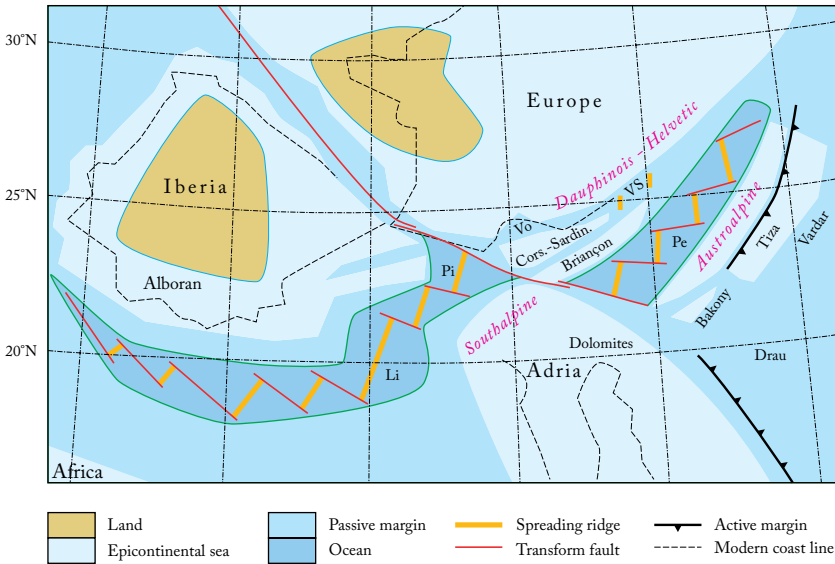 30°N
Europe
Dauphinois – Helvetic
VS
25°N
Iberia
Vo
Cors.-Sardin.
Briançon
Pe
Austroalpine
Tiza
Vardar
Alboran
Pi
Bakony
Southalpine
20°N
Dolomites
Drau
Li
Adria
Africa
Land
Passive margin
Spreading ridge
Active margin
Epicontinental sea
Ocean
Transform fault
Modern coast line